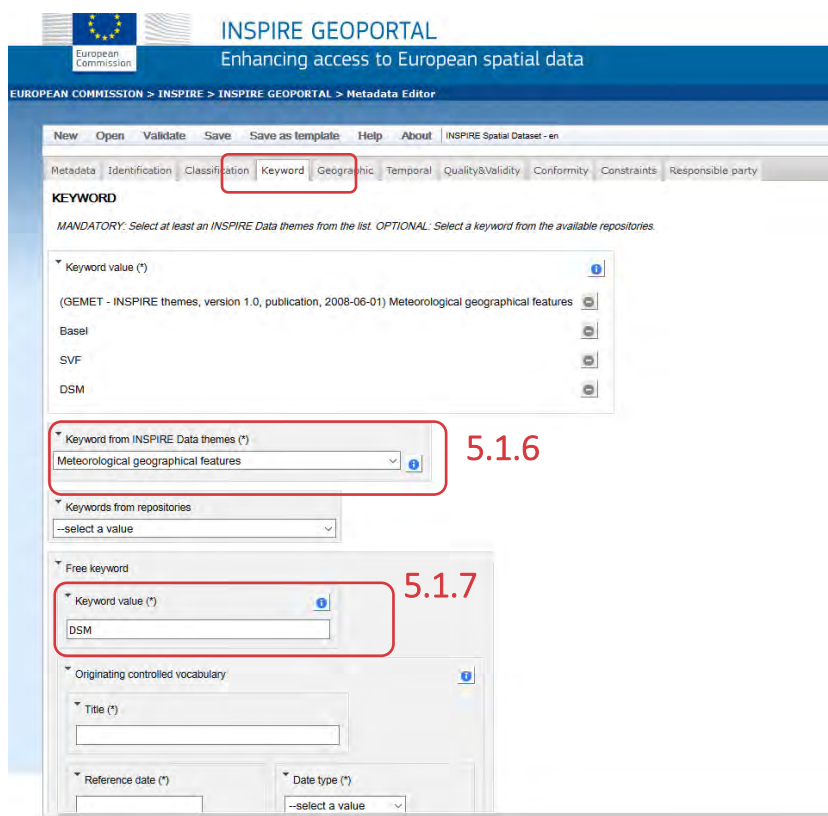 INSPIRE GEOPORTAL
European
Commission
Enhancing access to European spatial data
EUROPEAN COMMISSION > INSPIRE > INSPIRE GEOPORTAL > Metadata Editor
New Open Validate Save Save as template Help About INSPIRE Spatial Dataset - en
Metadata Identification Classification Keyword Geographic Temporal Quality&Validity Conformity Constraints Responsible party
KEYWORD
MANDATORY: Select at least an INSPIRE Data themes from the list. OPTIONAL: Select a keyword from the available repositories.
Keyword value (*)
(GEMET - INSPIRE themes, version 1.0, publication, 2008-06-01) Meteorological geographical features
Basel
SVF
DSM
Keyword from INSPIRE Data themes (*)
5.1.6
Meteorological geographical features
Keywords from repositories
--select a value
Free keyword
5.1.7
Keyword value (*)
DSM
Originating controlled vocabulary
Title (*)
Reference date (*) Date type (*)
--select a value